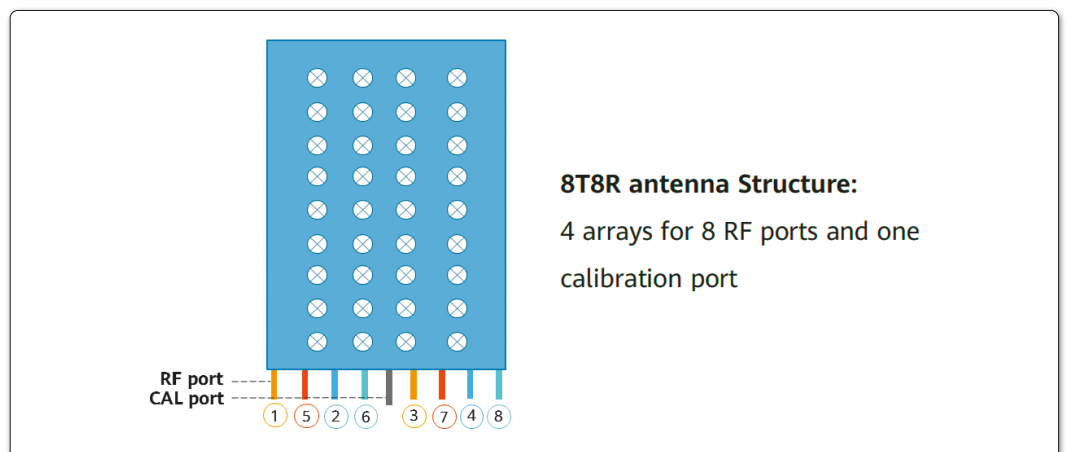 8T8R antenna Structure:
4 arrays for 8 RF ports and one
calibration port
RF port
CAL port
1 5 2 6 3 7 4 8